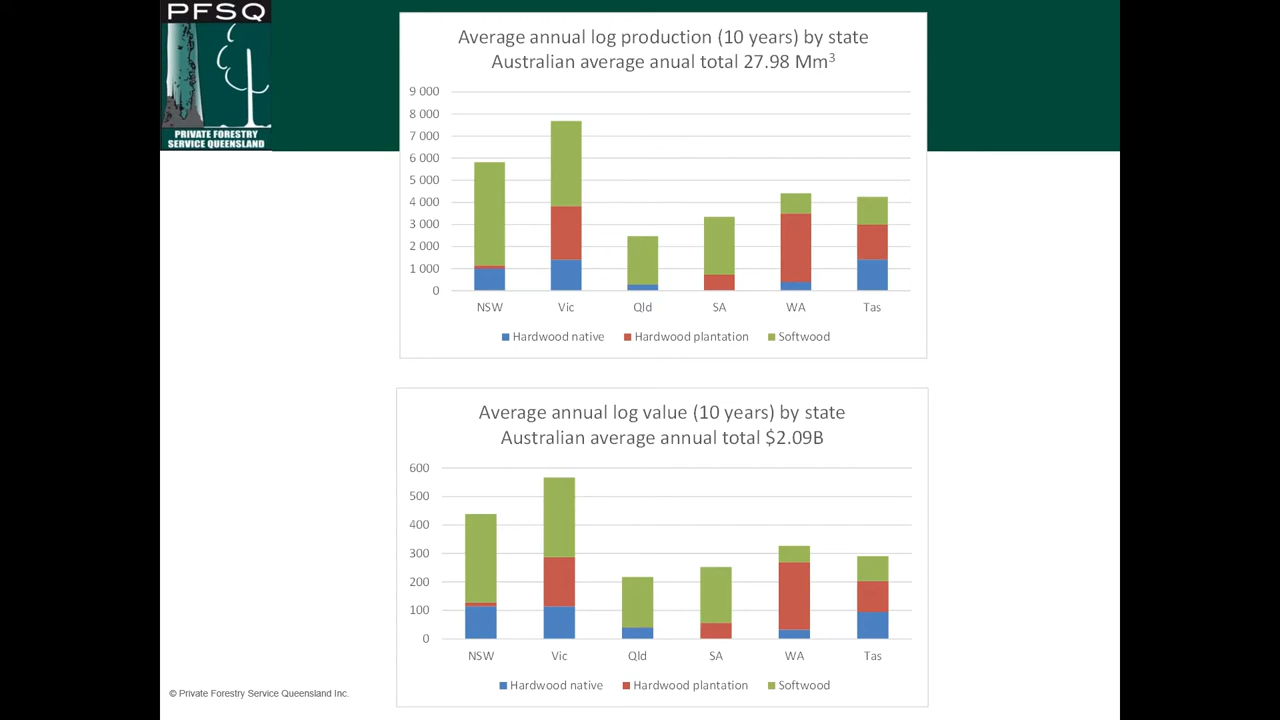 PFSQ
PRIVATE FORESTRY
SERVICE QUEENSLAND
Average annual log production (10 years) by state
Australian average anual total 27.98 Mm³
9 000
8 000
7 000
6 000
5 000
4 000
3 000
2 000
1 000
0
NSW Vic Qld SA WA Tas
Hardwood native Hardwood plantation Softwood
Average annual log value (10 years) by state
Australian average annual total $2.09B
600
500
400
300
200
100
0
NSW Vic Qld SA WA Tas
Hardwood native Hardwood plantation Softwood
© Private Forestry Service Queensland Inc.